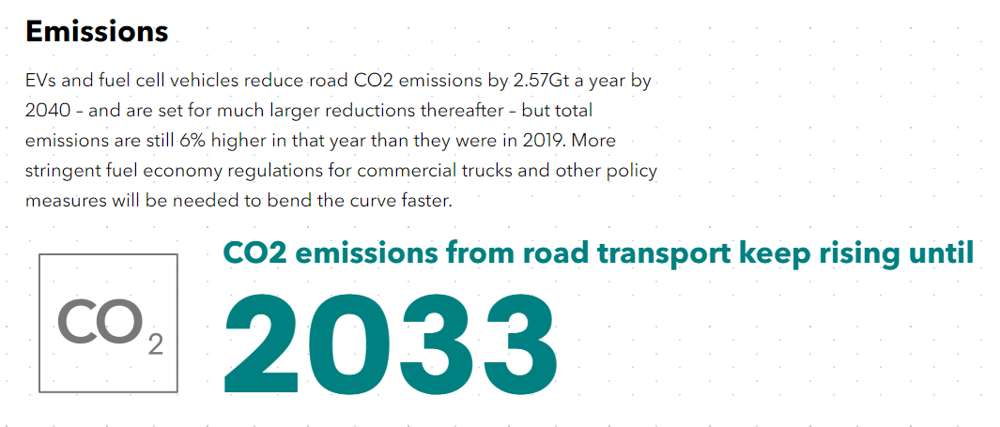 Emissions
EVs and fuel cell vehicles reduce road CO2 emissions by 2.57Gt a year by
2040 – and are set for much larger reductions thereafter – but total
emissions are still 6% higher in that year than they were in 2019. More
stringent fuel economy regulations for commercial trucks and other policy
measures will be needed to bend the curve faster.
CO2 emissions from road transport keep rising until
CO2
2033